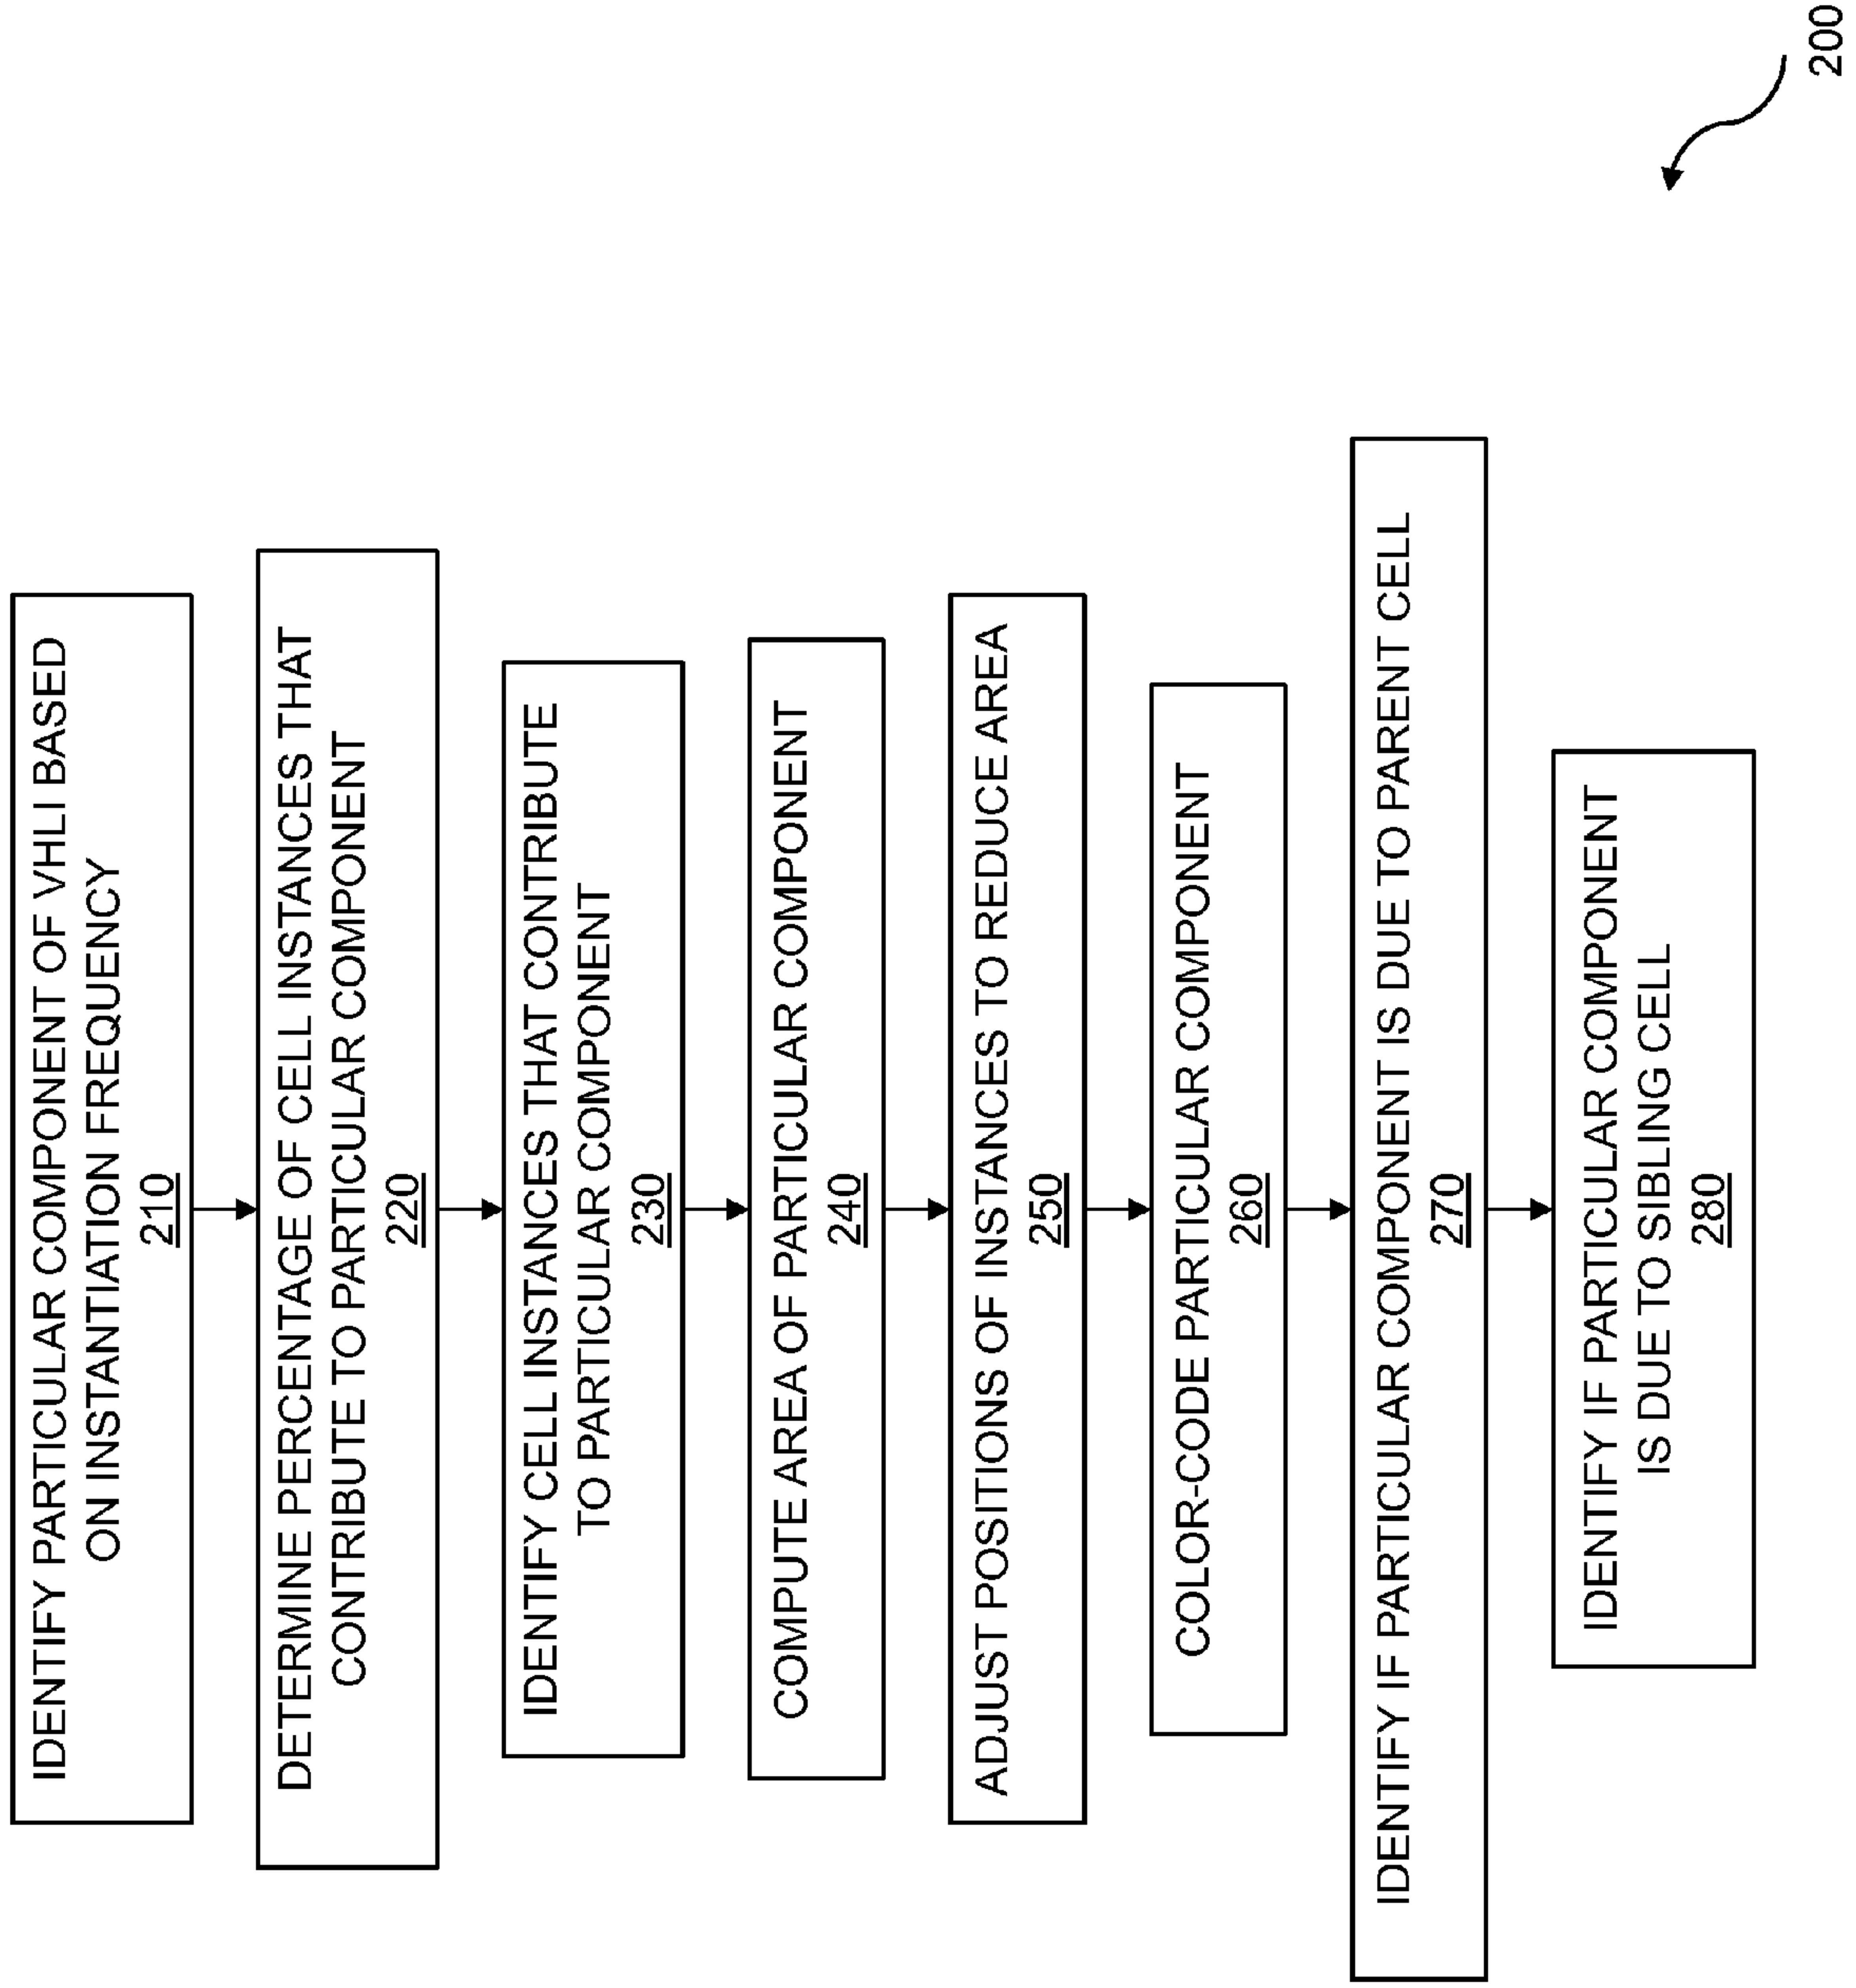 IDENTIFY PARTICULAR COMPONENT OF VHLI BASED
ON INSTANTIATION FREQUENCY
210
DETERMINE PERCENTAGE OF CELL INSTANCES THAT
CONTRIBUTE TO PARTICULAR COMPONENT
220
IDENTIFY CELL INSTANCES THAT CONTRIBUTE
TO PARTICULAR COMPONENT
230
COMPUTE AREA OF PARTICULAR COMPONENT
240
ADJUST POSITIONS OF INSTANCES TO REDUCE AREA
250
COLOR-CODE PARTICULAR COMPONENT
260
IDENTIFY IF PARTICULAR COMPONENT IS DUE TO PARENT CELL
270
IDENTIFY IF PARTICULAR COMPONENT
IS DUE TO SIBLING CELL
280
200